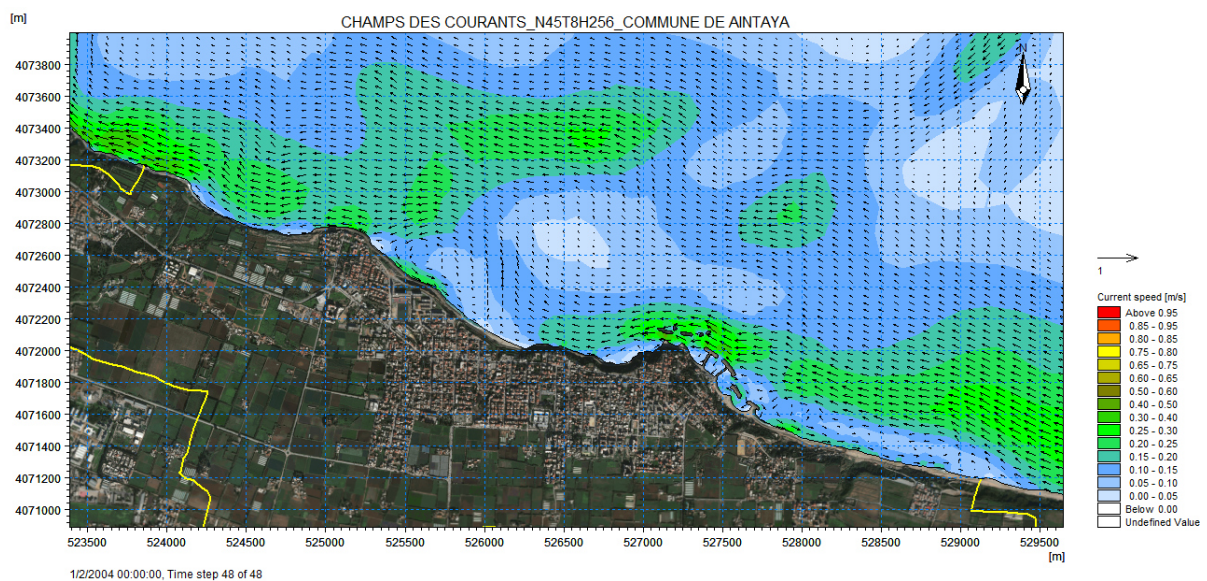 CHAMPS DES COURANTS_N45T8H256_COMMUNE DE AINTAYA
[m]
N
4073800
4073600
4073400
4073200
4073000
4072800
4072600
4072400
4072200
4072000
4071800
4071600
4071400
4071200
4071000
523500 524000 524500 525000 525500 526000 526500 527000 527500 528000 528500 529000 529500
[m]
1/2/2004 00:00:00, Time step 48 of 48
1
Current speed [m/s]
Above 0.95
0.85 - 0.95
0.80 - 0.85
0.75 - 0.80
0.65 - 0.75
0.60 - 0.65
0.50 - 0.60
0.40 - 0.50
0.30 - 0.40
0.25 - 0.30
0.20 - 0.25
0.15 - 0.20
0.10 - 0.15
0.05 - 0.10
0.00 - 0.05
Below 0.00
Undefined Value